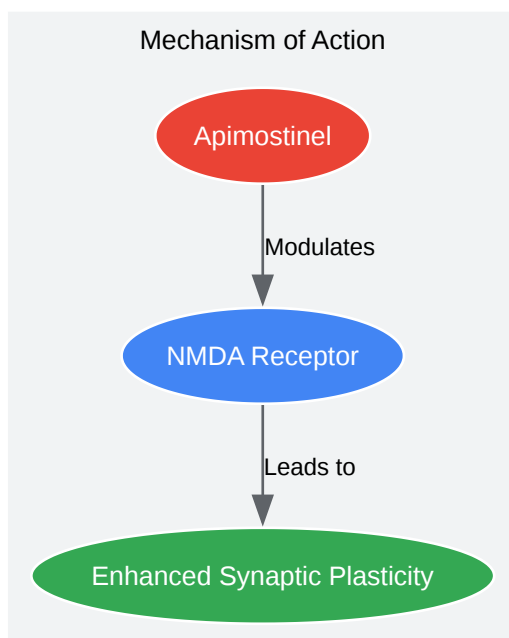 Mechanism of Action
Apimostinel
Modulates
NMDA Receptor
Leads to
Enhanced Synaptic Plasticity